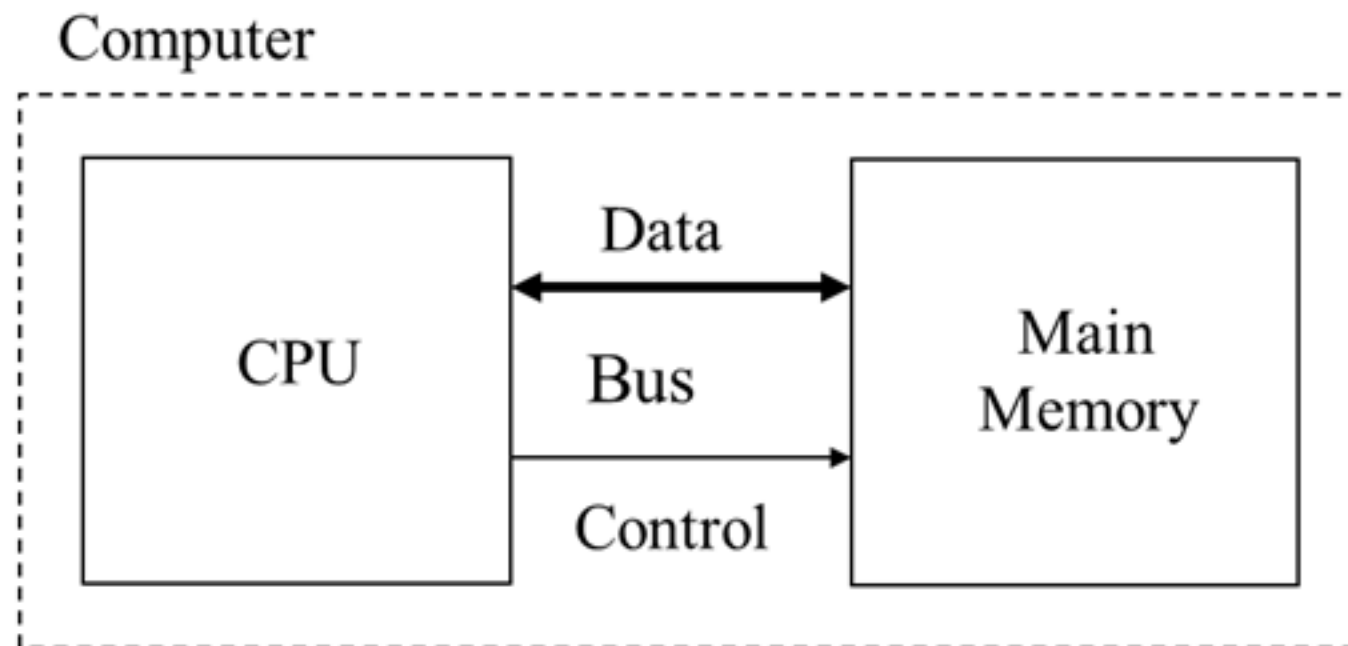 Computer
CPU
Data
Bus
Control
Main
Memory